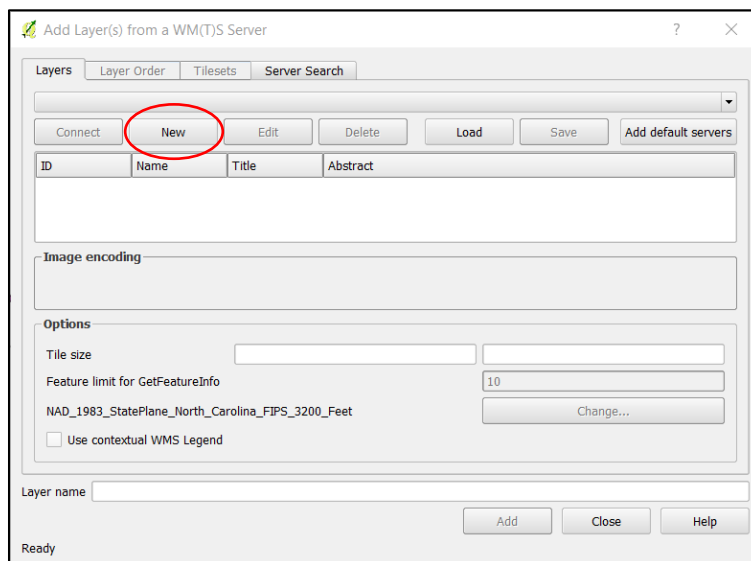 Add Layer(s) from a WM(T)S Server ?
Layers Layer Order Tilesets Server Search
Connect New Edit Delete Load Save Add default servers
ID Name Title Abstract
Image encoding
Options
Tile size
Feature limit for GetFeatureInfo 10
NAD_1983_StatePlane_North_Carolina_FIPS_3200_Feet Change...
Use contextual WMS Legend
Layer name
Add Close Help
Ready